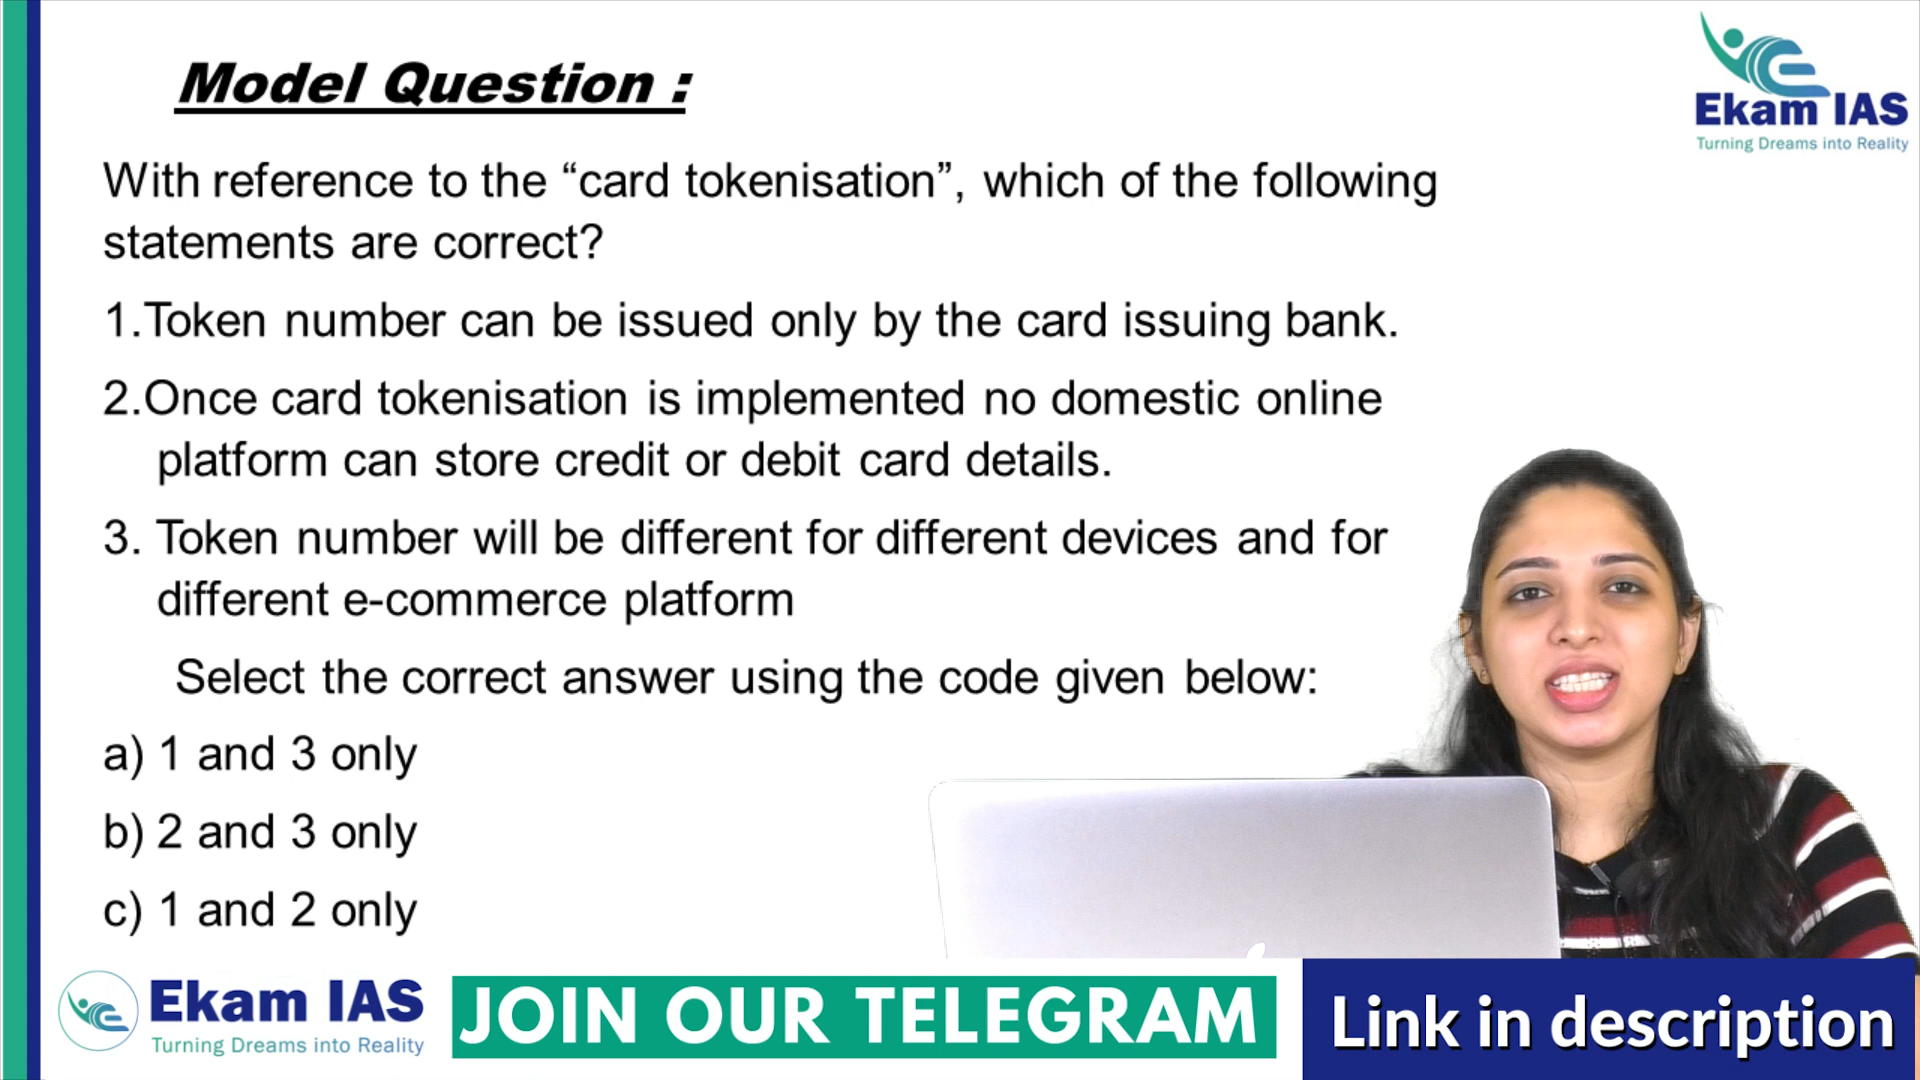 Model Question :
Ekam IAS
Turning Dreams into Reality
With reference to the “card tokenisation”, which of the following
statements are correct?
1.Token number can be issued only by the card issuing bank.
2.Once card tokenisation is implemented no domestic online
platform can store credit or debit card details.
3. Token number will be different for different devices and for
different e-commerce platform
Select the correct answer using the code given below:
a) 1 and 3 only
b) 2 and 3 only
c) 1 and 2 only
Ekam IAS
Turning Dreams into Reality
JOIN OUR TELEGRAM
Link in description